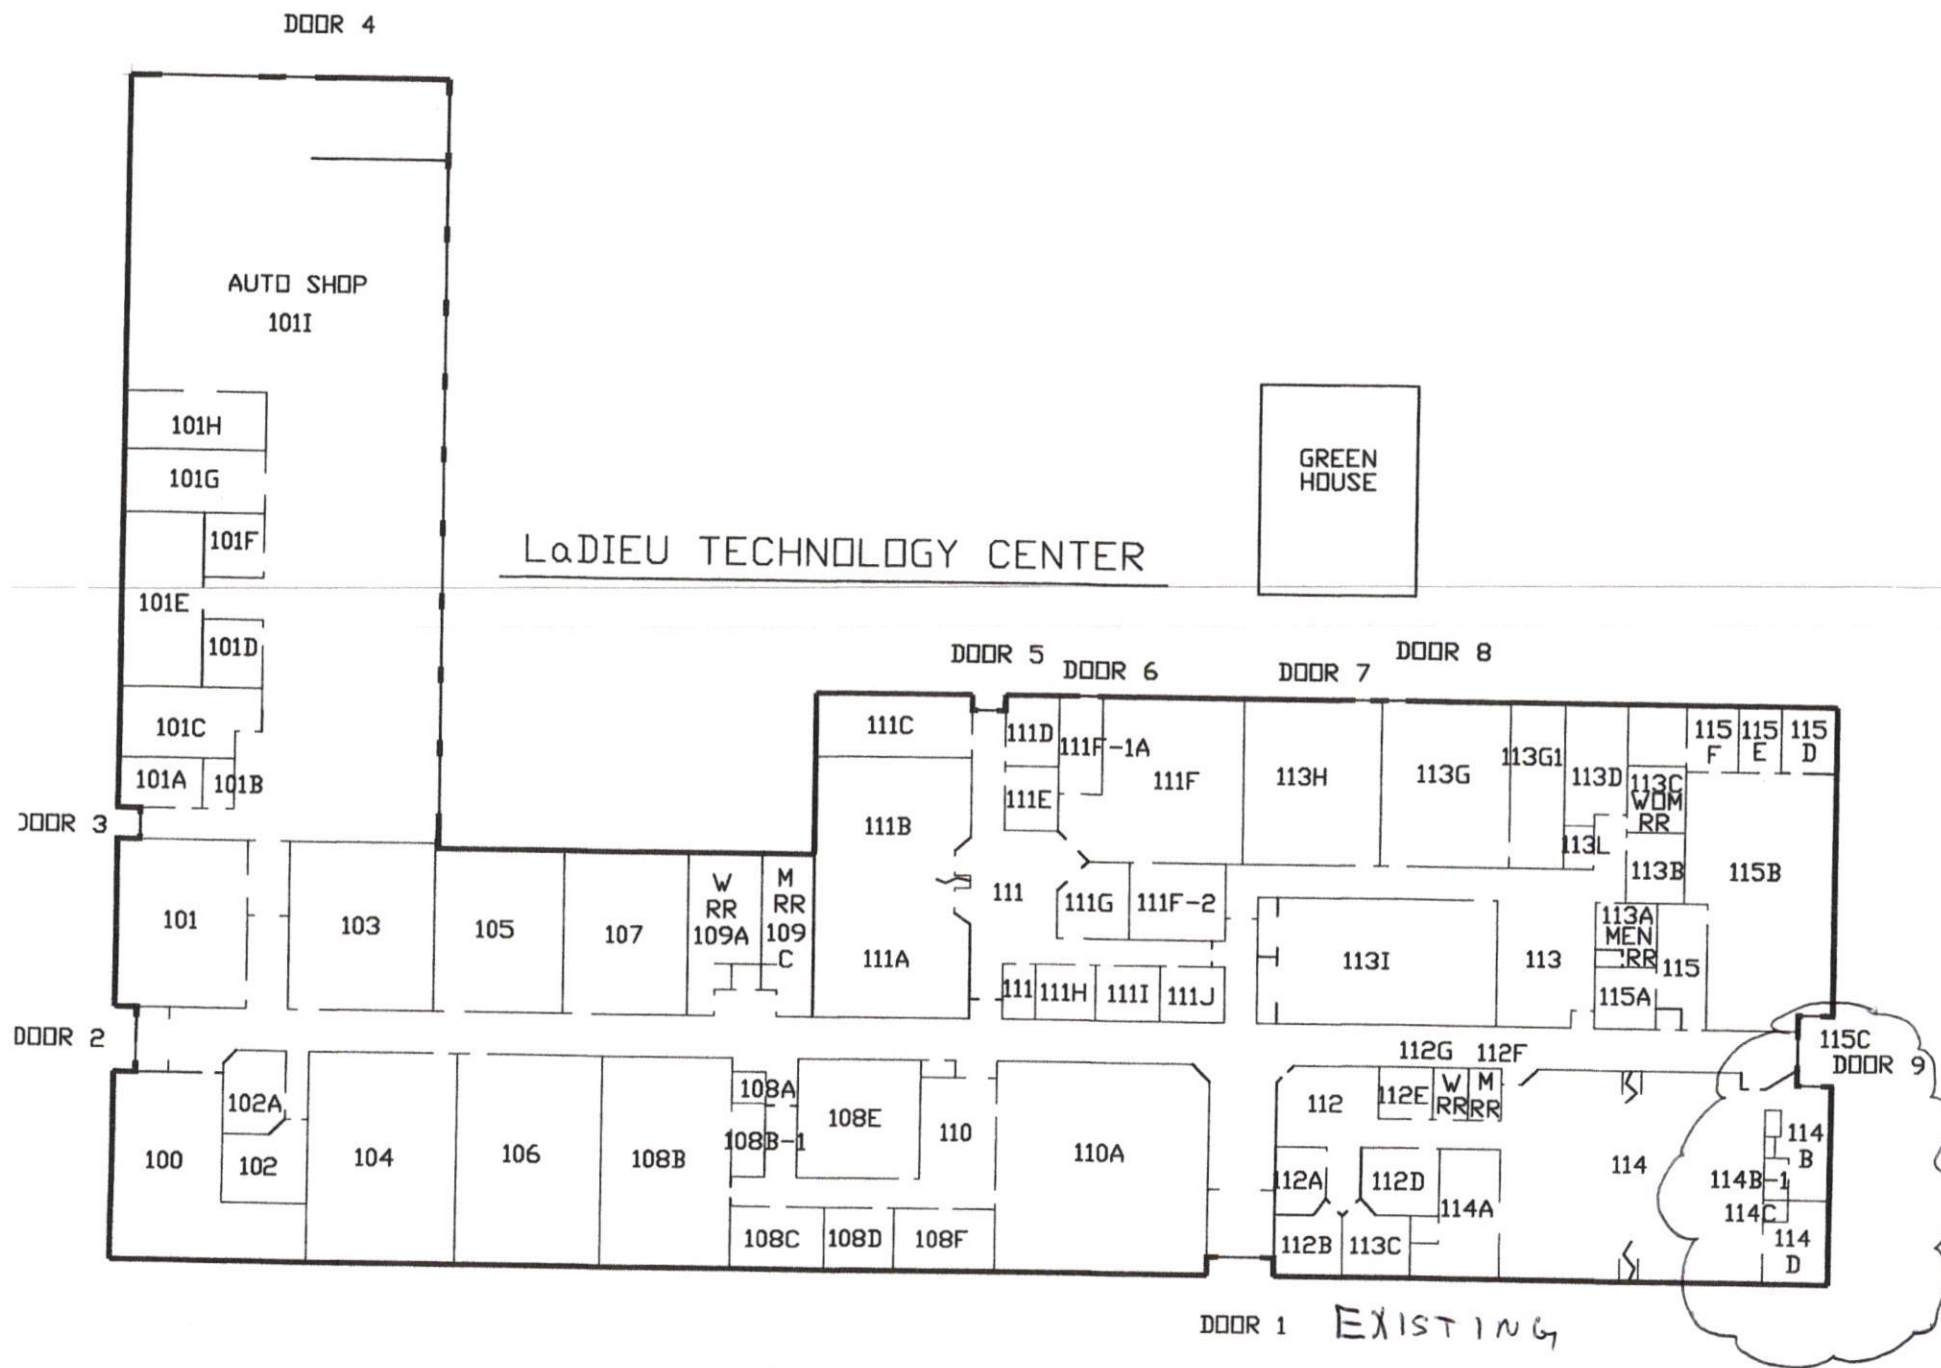 DOOR 4
AUTO SHOP
101I
101H
101G
101F
101E
101D
101C
101A
101B
LaDIEU TECHNOLOGY CENTER
GREEN
HOUSE
DOOR 5
DOOR 6
DOOR 7
DOOR 8
DOOR 3
DOOR 2
101
103
105
107
W
RR
109A
M
RR
109
C
111C
111B
111A
111D
111E
111F-1A
111F
111
111G
111F-2
111
111H
111I
111J
113H
113G
113G1
113D
113L
113C
WOM
RR
113B
113A
MEN
RR
113I
113
115A
115
115B
115
F
115
E
115
D
115C
DOOR 9
100
102A
102
104
106
108B
108A
108B-1
108E
108C
108D
108F
110
110A
112
112E
112G
W
RR
112F
M
RR
112A
112B
112D
113C
114A
114
114
B
114B-1
114C
114
D
DOOR 1
EXISTING